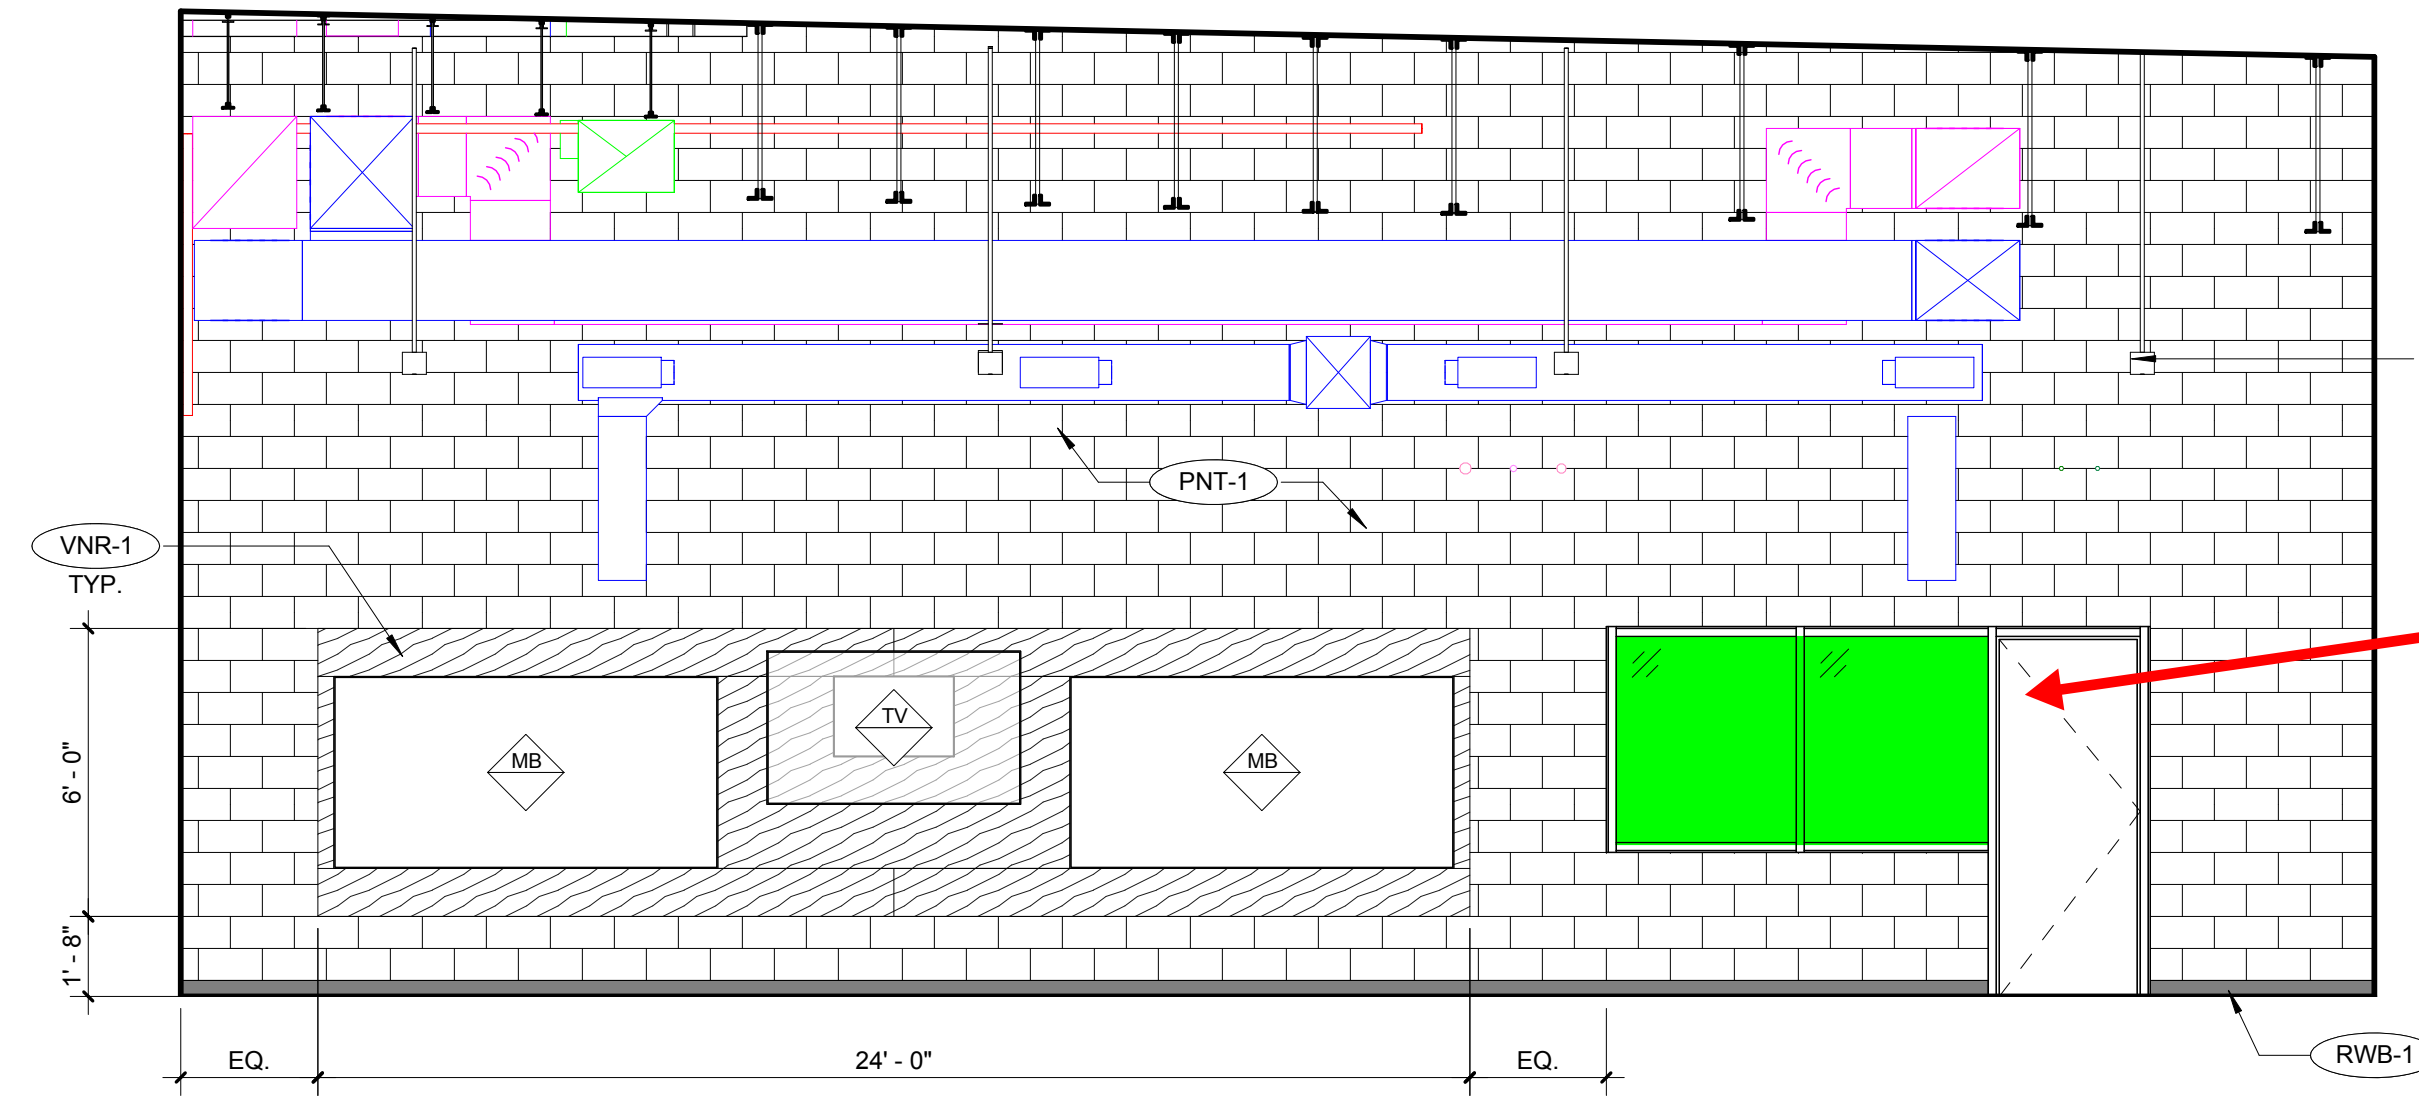 PNT-1
VNR-1
TYP.
TV
MB
MB
6' - 0"
1' - 8"
EQ.
24' - 0"
EQ.
RWB-1